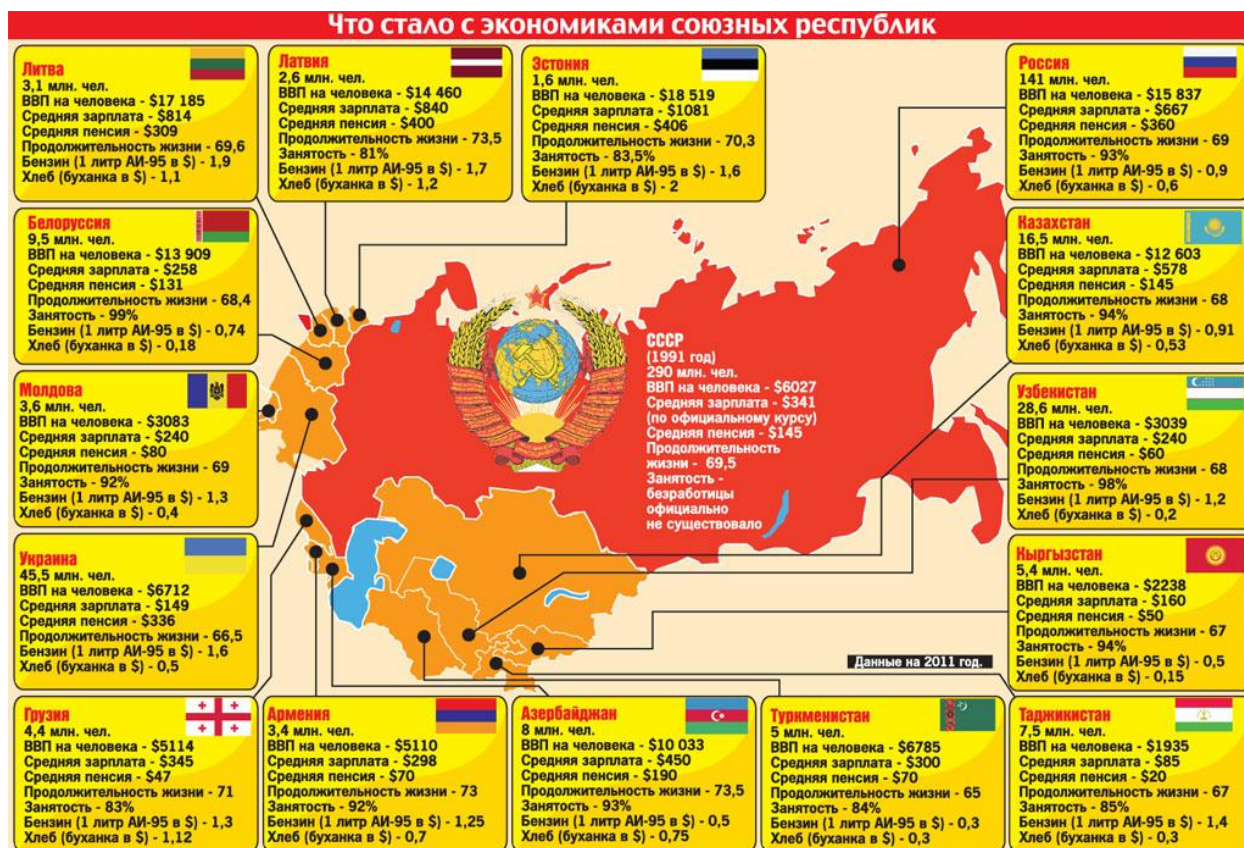 Что стало с экономиками союзных республик
Литва
3,1 млн. чел.
ВВП на человека - $17 185
Средняя зарплата - $814
Средняя пенсия - $309
Продолжительность жизни - 69,6
Бензин (1 литр АИ-95 в $) - 1,9
Хлеб (буханка в $) - 1,1
Латвия
2,6 млн. чел.
ВВП на человека - $14 460
Средняя зарплата - $840
Средняя пенсия - $400
Продолжительность жизни - 73,5
Занятость - 81%
Бензин (1 литр АИ-95 в $) - 1,7
Хлеб (буханка в $) - 1,2
Эстония
1,6 млн. чел.
ВВП на человека - $18 519
Средняя зарплата - $1081
Средняя пенсия - $406
Продолжительность жизни - 70,3
Занятость - 83,5%
Бензин (1 литр АИ-95 в $) - 1,6
Хлеб (буханка в $) - 2
Россия
141 млн. чел.
ВВП на человека - $15 837
Средняя зарплата - $667
Средняя пенсия - $360
Продолжительность жизни - 69
Занятость - 93%
Бензин (1 литр АИ-95 в $) - 0,9
Хлеб (буханка в $) - 0,6
Белоруссия
9,5 млн. чел.
ВВП на человека - $13 909
Средняя зарплата - $258
Средняя пенсия - $131
Продолжительность жизни - 68,4
Занятость - 99%
Бензин (1 литр АИ-95 в $) - 0,74
Хлеб (буханка в $) - 0,18
Казахстан
16,5 млн. чел.
ВВП на человека - $12 603
Средняя зарплата - $578
Средняя пенсия - $145
Продолжительность жизни - 68
Занятость - 94%
Бензин (1 литр АИ-95 в $) - 0,91
Хлеб (буханка в $) - 0,53
СССР
(1991 год)
290 млн. чел.
ВВП на человека - $6027
Средняя зарплата - $341
(по официальному курсу)
Средняя пенсия - $145
Продолжительность
жизни - 69,5
Занятость -
безработицы
официально
не существовало
Молдова
3,6 млн. чел.
ВВП на человека - $3083
Средняя зарплата - $240
Средняя пенсия - $80
Продолжительность жизни - 69
Занятость - 92%
Бензин (1 литр АИ-95 в $) - 1,3
Хлеб (буханка в $) - 0,4
Узбекистан
28,6 млн. чел.
ВВП на человека - $3039
Средняя зарплата - $240
Средняя пенсия - $60
Продолжительность жизни - 68
Занятость - 98%
Бензин (1 литр АИ-95 в $) - 1,2
Хлеб (буханка в $) - 0,2
Украина
45,5 млн. чел.
ВВП на человека - $6712
Средняя зарплата - $149
Средняя пенсия - $336
Продолжительность жизни - 66,5
Бензин (1 литр АИ-95 в $) - 1,6
Хлеб (буханка в $) - 0,5
Кыргызстан
5,4 млн. чел.
ВВП на человека - $2238
Средняя зарплата - $160
Средняя пенсия - $50
Продолжительность жизни - 67
Занятость - 94%
Бензин (1 литр АИ-95 в $) - 0,5
Хлеб (буханка в $) - 0,15
Данные на 2011 год.
Грузия
4,4 млн. чел.
ВВП на человека - $5114
Средняя зарплата - $345
Средняя пенсия - $47
Продолжительность жизни - 71
Занятость - 83%
Бензин (1 литр АИ-95 в $) - 1,3
Хлеб (буханка в $) - 1,12
Армения
3,4 млн. чел.
ВВП на человека - $5110
Средняя зарплата - $298
Средняя пенсия - $70
Продолжительность жизни - 73
Занятость - 92%
Бензин (1 литр АИ-95 в $) - 1,25
Хлеб (буханка в $) - 0,7
Азербайджан
8 млн. чел.
ВВП на человека - $10 033
Средняя зарплата - $450
Средняя пенсия - $190
Продолжительность жизни - 73,5
Занятость - 93%
Бензин (1 литр АИ-95 в $) - 0,5
Хлеб (буханка в $) - 0,75
Туркменистан
5 млн. чел.
ВВП на человека - $6785
Средняя зарплата - $300
Средняя пенсия - $70
Продолжительность жизни - 65
Занятость - 84%
Бензин (1 литр АИ-95 в $) - 0,3
Хлеб (буханка в $) - 0,3
Таджикистан
7,5 млн. чел.
ВВП на человека - $1935
Средняя зарплата - $85
Средняя пенсия - $20
Продолжительность жизни - 67
Занятость - 85%
Бензин (1 литр АИ-95 в $) - 1,4
Хлеб (буханка в $) - 0,3